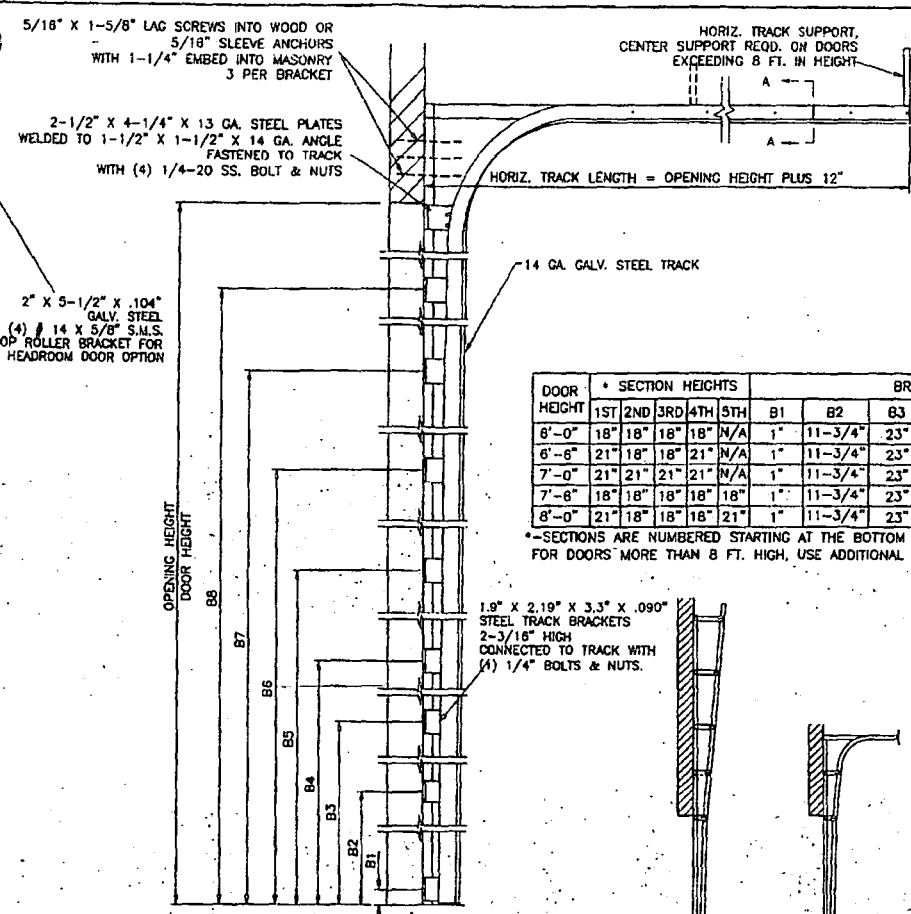 5/16" X 1-5/8" LAG SCREWS INTO WOOD OR
5/16" SLEEVE ANCHORS
WITH 1-1/4" EMBED INTO MASONRY
3 PER BRACKET
HORIZ. TRACK SUPPORT,
CENTER SUPPORT REQD. ON DOORS
EXCEEDING 8 FT. IN HEIGHT
A
A
2-1/2" X 4-1/4" X 13 GA. STEEL PLATES
WELDED TO 1-1/2" X 1-1/2" X 14 GA. ANGLE
FASTENED TO TRACK
WITH (4) 1/4-20 SS. BOLT & NUTS
HORIZ. TRACK LENGTH = OPENING HEIGHT PLUS 12"
14 GA. GALV. STEEL TRACK
2" X 5-1/2" X .104"
GALV. STEEL
(4) # 14 X 5/8" S.M.S.
OP ROLLER BRACKET FOR
HEADROOM DOOR OPTION
DOOR HEIGHT * SECTION HEIGHTS BR
1ST 2ND 3RD 4TH 5TH B1 B2 B3
6'-0" 18" 18" 18" 18" N/A 1" 11-3/4" 23"
6'-6" 21" 18" 18" 21" N/A 1" 11-3/4" 23"
7'-0" 21" 21" 21" 21" N/A 1" 11-3/4" 23"
7'-6" 18" 18" 18" 18" 18" 1" 11-3/4" 23"
8'-0" 21" 18" 18" 18" 21" 1" 11-3/4" 23"
*-SECTIONS ARE NUMBERED STARTING AT THE BOTTOM
FOR DOORS MORE THAN 8 FT. HIGH, USE ADDITIONAL
OPENING HEIGHT
DOOR HEIGHT
B8
B7
B6
B5
B4
B3
B2
B1
1.9" X 2.19" X 3.3" X .090"
STEEL TRACK BRACKETS
2-3/16" HIGH
CONNECTED TO TRACK WITH
(1) 1/4" BOLTS & NUTS.